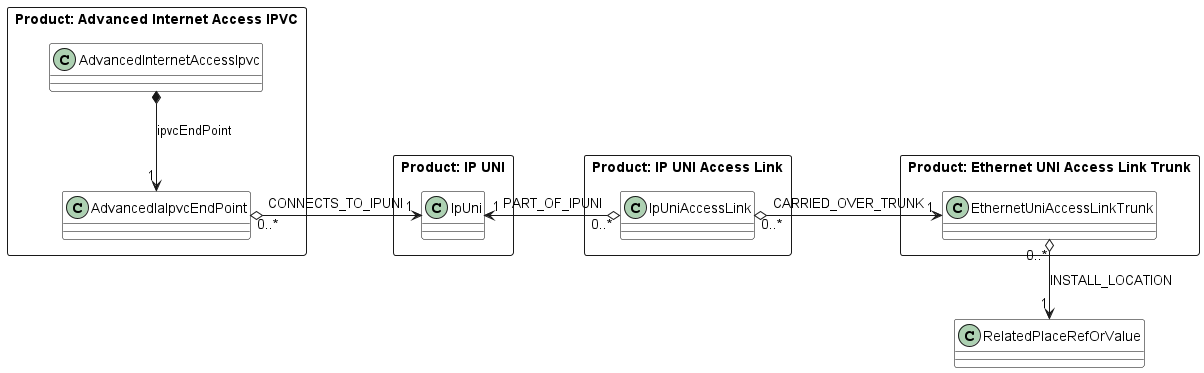 Product: Advanced Internet Access IPVC
C AdvancedInternetAccessIpvc
ipvcEndPoint
1
C AdvancedIaIpvcEndPoint
0..*
CONNECTS_TO_IPUNI
1
Product: IP UNI
C IpUni
1
PART_OF_IPUNI
0..*
Product: IP UNI Access Link
C IpUniAccessLink
0..*
CARRIED_OVER_TRUNK
1
Product: Ethernet UNI Access Link Trunk
C EthernetUniAccessLinkTrunk
0..*
INSTALL_LOCATION
1
C RelatedPlaceRefOrValue